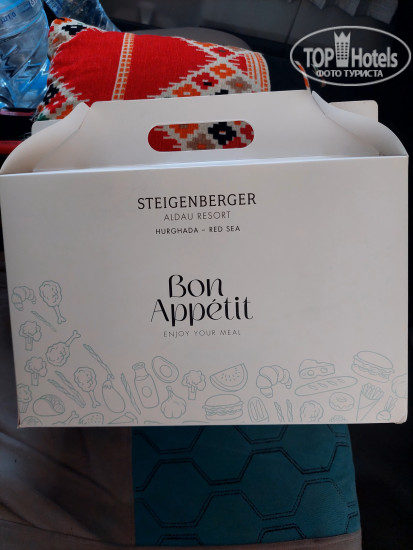 TOP Hotels
ФОТО ТУРИСТА
STEIGENBERGER
ALDAU RESORT
HURGHADA – RED SEA
Bon
Appétit
ENJOY YOUR MEAL